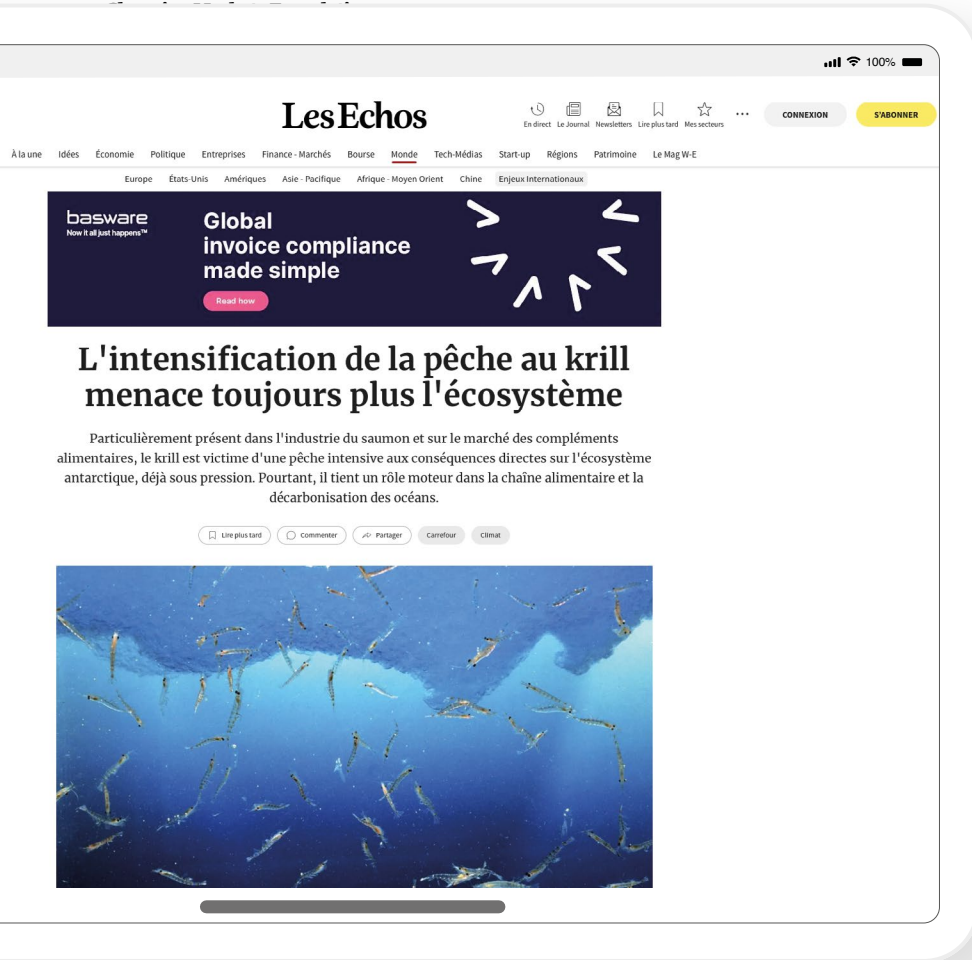 100%
Les Echos
En direct Le Journal Newsletters Lire plus tard Mes secteurs
CONNEXION
S'ABONNER
À la une Idées Économie Politique Entreprises Finance - Marchés Bourse Monde Tech-Médias Start-up Régions Patrimoine Le Mag W-E
Europe États-Unis Amériques Asie - Pacifique Afrique - Moyen Orient Chine Enjeux Internationaux
basware
Now it all just happens™
Global
invoice compliance
made simple
Read how
L'intensification de la pêche au krill
menace toujours plus l'écosystème
Particulièrement présent dans l'industrie du saumon et sur le marché des compléments
alimentaires, le krill est victime d'une pêche intensive aux conséquences directes sur l'écosystème
antarctique, déjà sous pression. Pourtant, il tient un rôle moteur dans la chaîne alimentaire et la
décarbonisation des océans.
Lire plus tard Commenter Partager Carrefour Climat